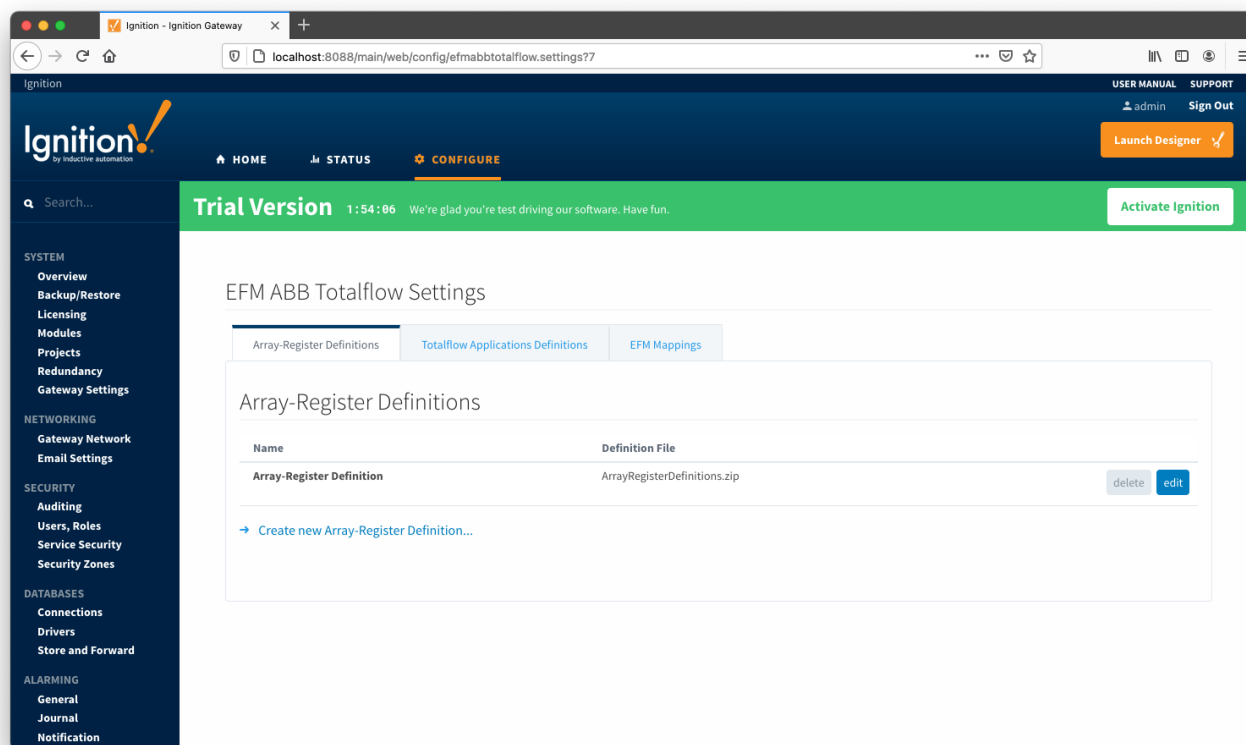 Ignition - Ignition Gateway
localhost:8088/main/web/config/efmabbtotalflow.settings?7
Ignition
USER MANUAL SUPPORT
admin Sign Out
Ignition!
by inductive automation
Launch Designer
HOME STATUS CONFIGURE
Search...
Trial Version 1:54:06 We're glad you're test driving our software. Have fun.
Activate Ignition
SYSTEM
Overview
Backup/Restore
Licensing
Modules
Projects
Redundancy
Gateway Settings
NETWORKING
Gateway Network
Email Settings
SECURITY
Auditing
Users, Roles
Service Security
Security Zones
DATABASES
Connections
Drivers
Store and Forward
ALARMING
General
Journal
Notification
EFM ABB Totalflow Settings
Array-Register Definitions Totalflow Applications Definitions EFM Mappings
Array-Register Definitions
Name Definition File
Array-Register Definition ArrayRegisterDefinitions.zip delete edit
→ Create new Array-Register Definition...